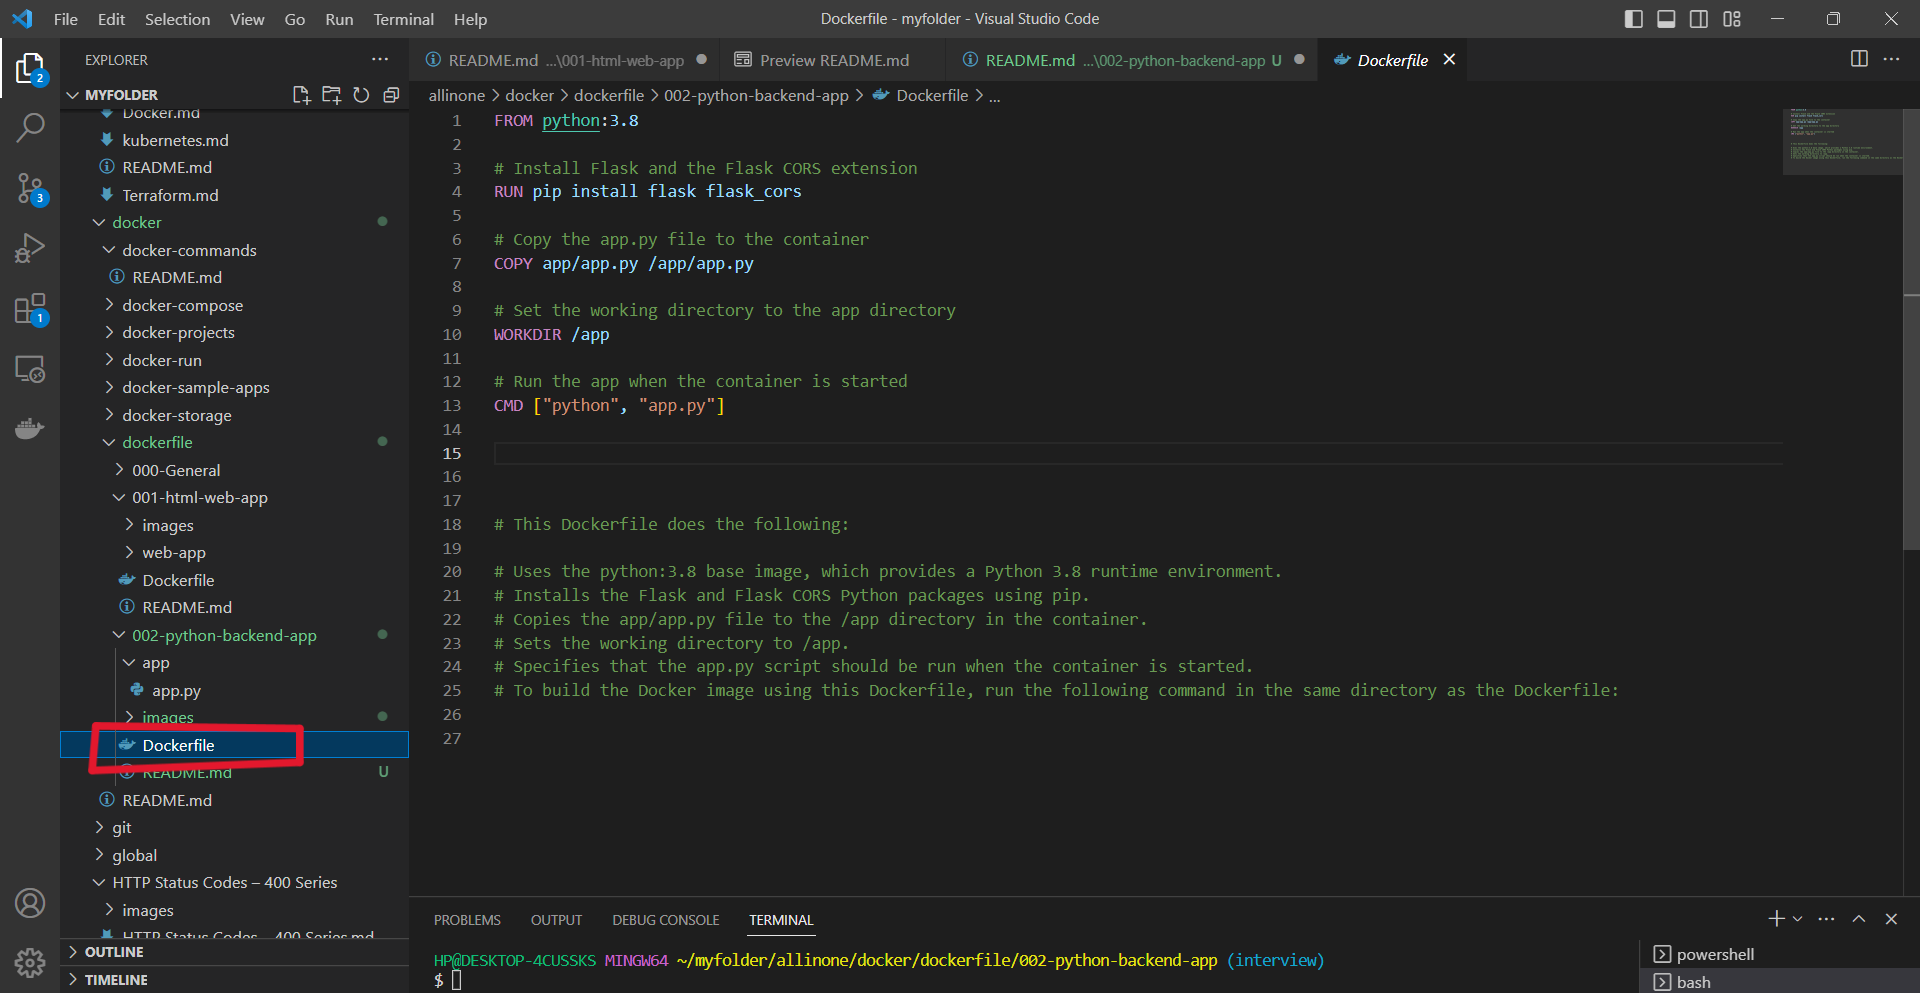 File Edit Selection View Go Run Terminal Help
Dockerfile - myfolder - Visual Studio Code
EXPLORER
MYFOLDER
Docker.md
kubernetes.md
README.md
Terraform.md
docker
docker-commands
README.md
docker-compose
docker-projects
docker-run
docker-sample-apps
docker-storage
dockerfile
000-General
001-html-web-app
images
web-app
Dockerfile
README.md
002-python-backend-app
app
app.py
images
Dockerfile
README.md U
README.md
git
global
HTTP Status Codes – 400 Series
images
HTTP Status Codes – 400 Series.md
OUTLINE
TIMELINE
2
3
1
README.md ...\001-html-web-app
Preview README.md
README.md ...\002-python-backend-app U
Dockerfile
allinone > docker > dockerfile > 002-python-backend-app > Dockerfile > ...
1 FROM python:3.8
2
3 # Install Flask and the Flask CORS extension
4 RUN pip install flask flask_cors
5
6 # Copy the app.py file to the container
7 COPY app/app.py /app/app.py
8
9 # Set the working directory to the app directory
10 WORKDIR /app
11
12 # Run the app when the container is started
13 CMD ["python", "app.py"]
14
15
16
17
18 # This Dockerfile does the following:
19
20 # Uses the python:3.8 base image, which provides a Python 3.8 runtime environment.
21 # Installs the Flask and Flask CORS Python packages using pip.
22 # Copies the app/app.py file to the /app directory in the container.
23 # Sets the working directory to /app.
24 # Specifies that the app.py script should be run when the container is started.
25 # To build the Docker image using this Dockerfile, run the following command in the same directory as the Dockerfile:
26
27
PROBLEMS OUTPUT DEBUG CONSOLE TERMINAL
HP@DESKTOP-4CUSSKS MINGW64 ~/myfolder/allinone/docker/dockerfile/002-python-backend-app (interview)
$
powershell
bash